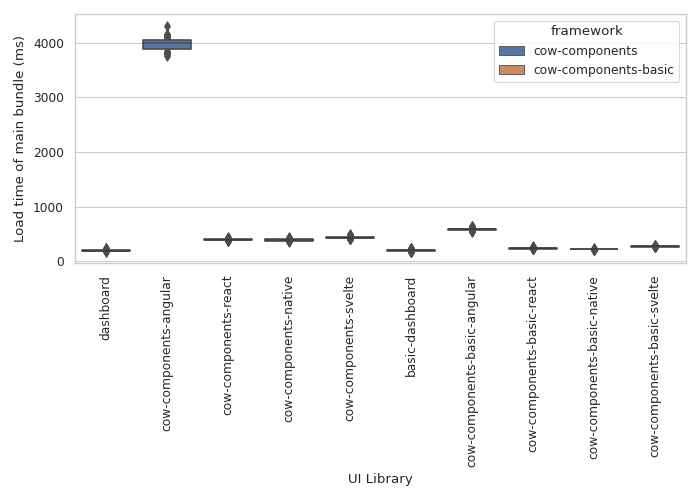 Load time of main bundle (ms)
4000
3000
2000
1000
0
framework
cow-components
cow-components-basic
dashboard
cow-components-angular
cow-components-react
cow-components-native
cow-components-svelte
basic-dashboard
cow-components-basic-angular
cow-components-basic-react
cow-components-basic-native
cow-components-basic-svelte
UI Library